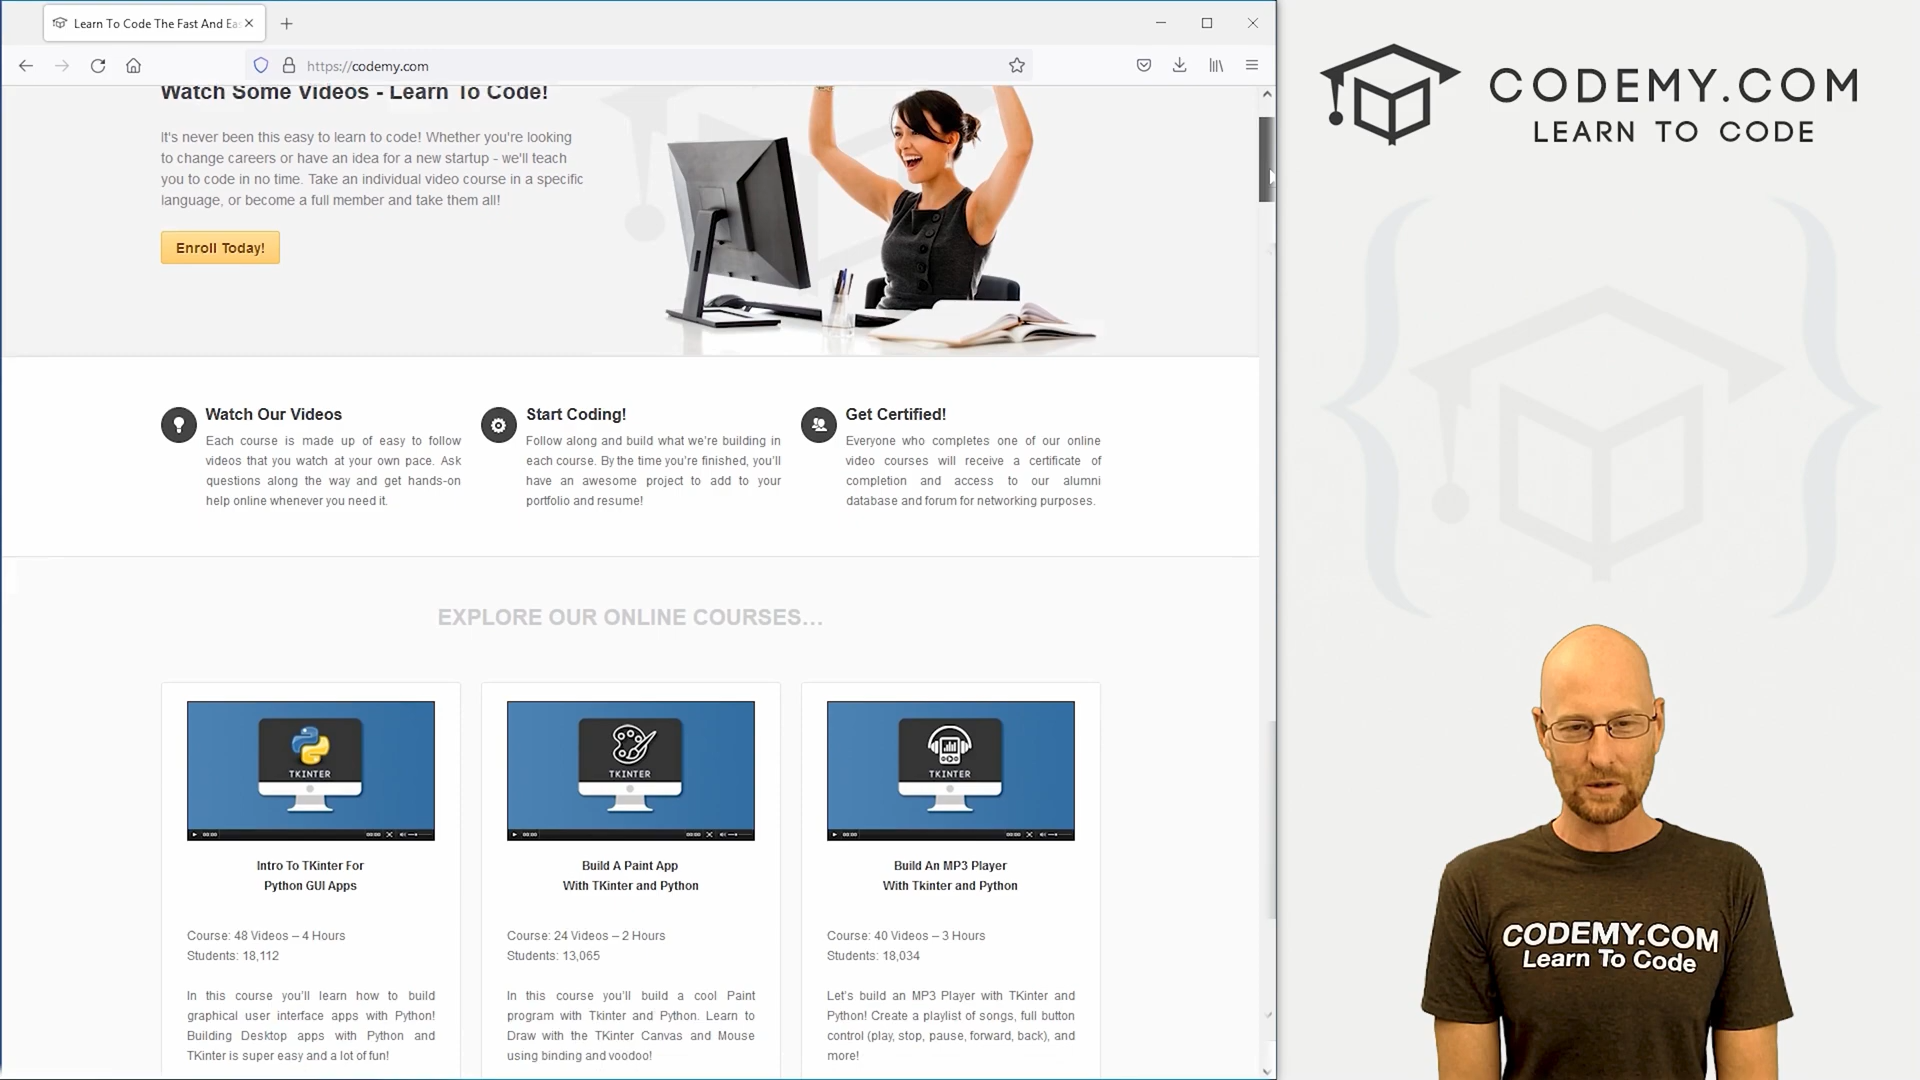 Learn To Code The Fast And Ea
https://codemy.com
CODEMY.COM
LEARN TO CODE
Watch Some Videos - Learn To Code!
It's never been this easy to learn to code! Whether you're looking
to change careers or have an idea for a new startup - we'll teach
you to code in no time. Take an individual video course in a specific
language, or become a full member and take them all!
Enroll Today!
Watch Our Videos
Each course is made up of easy to follow
videos that you watch at your own pace. Ask
questions along the way and get hands-on
help online whenever you need it.
Start Coding!
Follow along and build what we're building in
each course. By the time you're finished, you'll
have an awesome project to add to your
portfolio and resume!
Get Certified!
Everyone who completes one of our online
video courses will receive a certificate of
completion and access to our alumni
database and forum for networking purposes.
EXPLORE OUR ONLINE COURSES...
TKINTER
00:00
00:00
Intro To TKinter For
Python GUI Apps
Course: 48 Videos – 4 Hours
Students: 18,112
In this course you'll learn how to build
graphical user interface apps with Python!
Building Desktop apps with Python and
TKinter is super easy and a lot of fun!
TKINTER
00:00
00:00
Build A Paint App
With TKinter and Python
Course: 24 Videos – 2 Hours
Students: 13,065
In this course you'll build a cool Paint
program with Tkinter and Python. Learn to
Draw with the TKinter Canvas and Mouse
using binding and voodoo!
TKINTER
00:00
00:00
Build An MP3 Player
With Tkinter and Python
Course: 40 Videos – 3 Hours
Students: 18,034
Let's build an MP3 Player with TKinter and
Python! Create a playlist of songs, full button
control (play, stop, pause, forward, back), and
more!
CODEMY.COM
Learn To Code